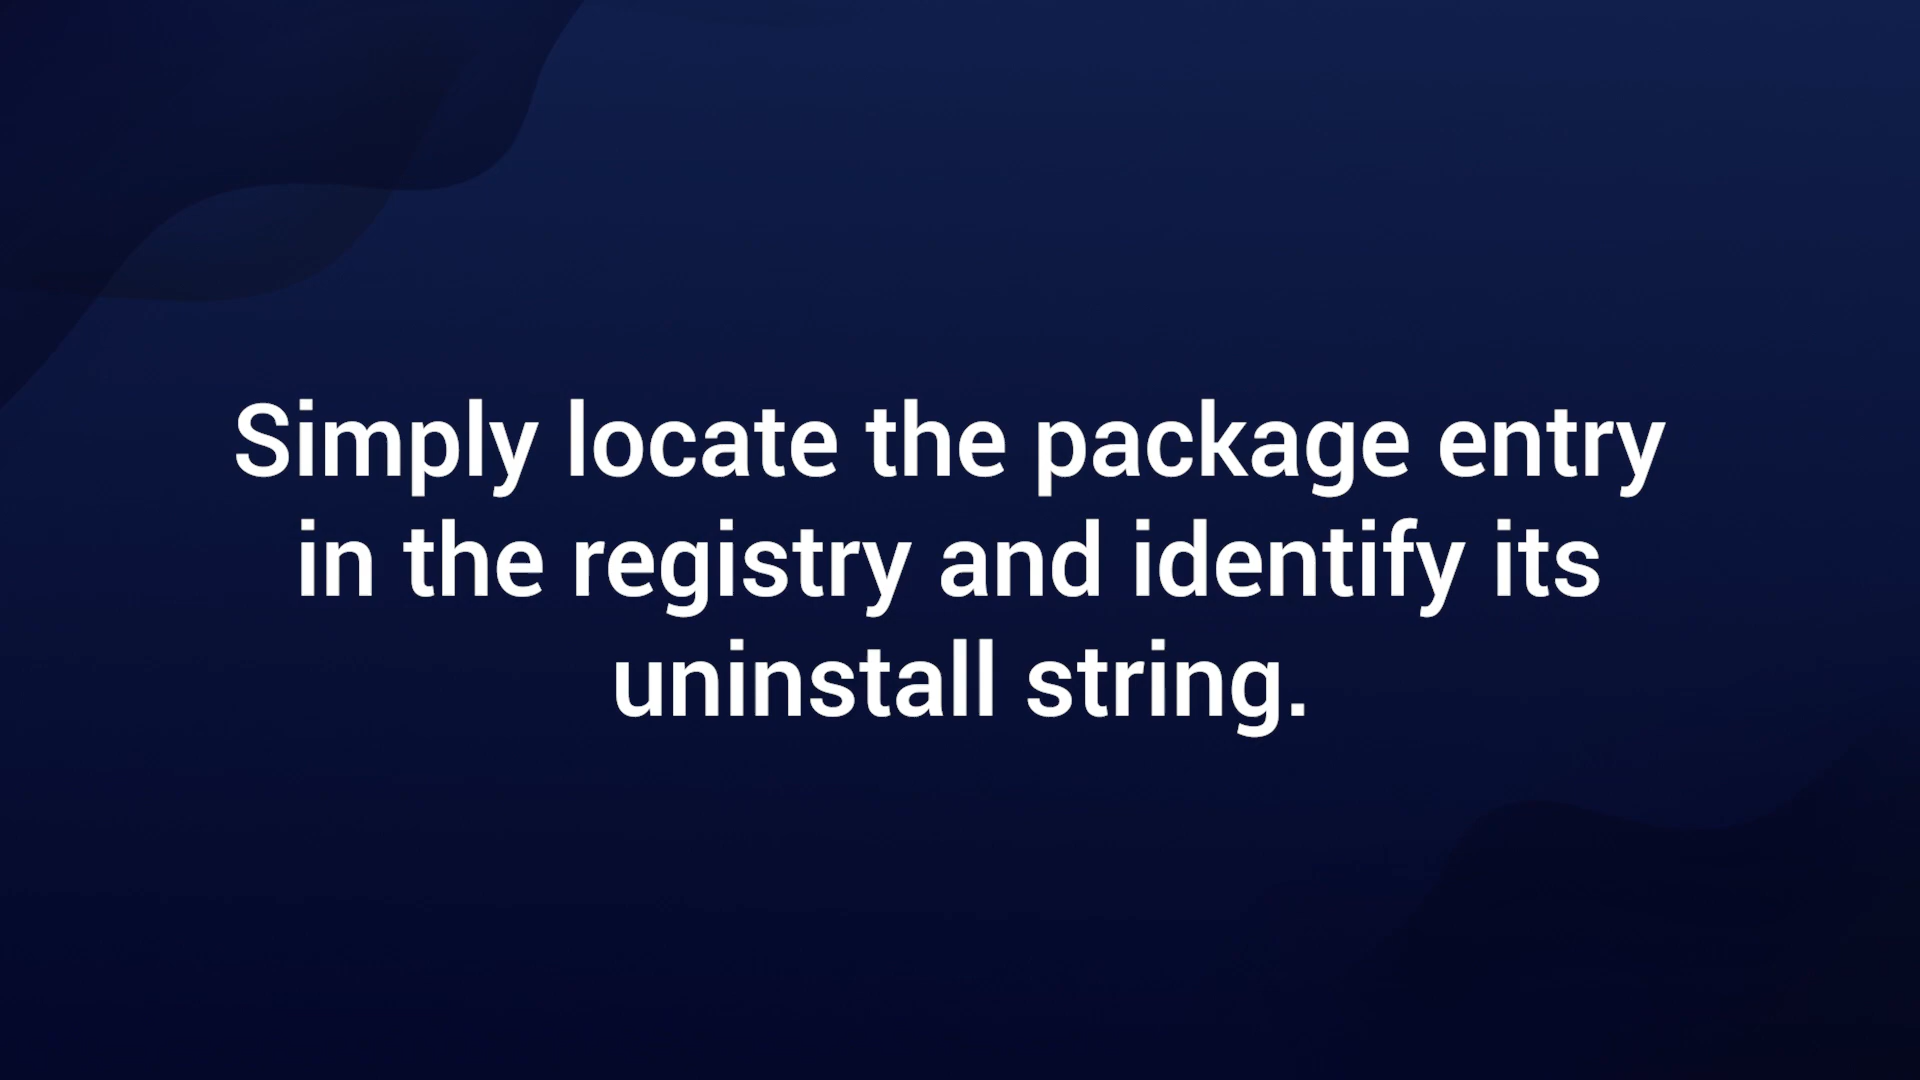 Simply locate the package entry
in the registry and identify its
uninstall string.